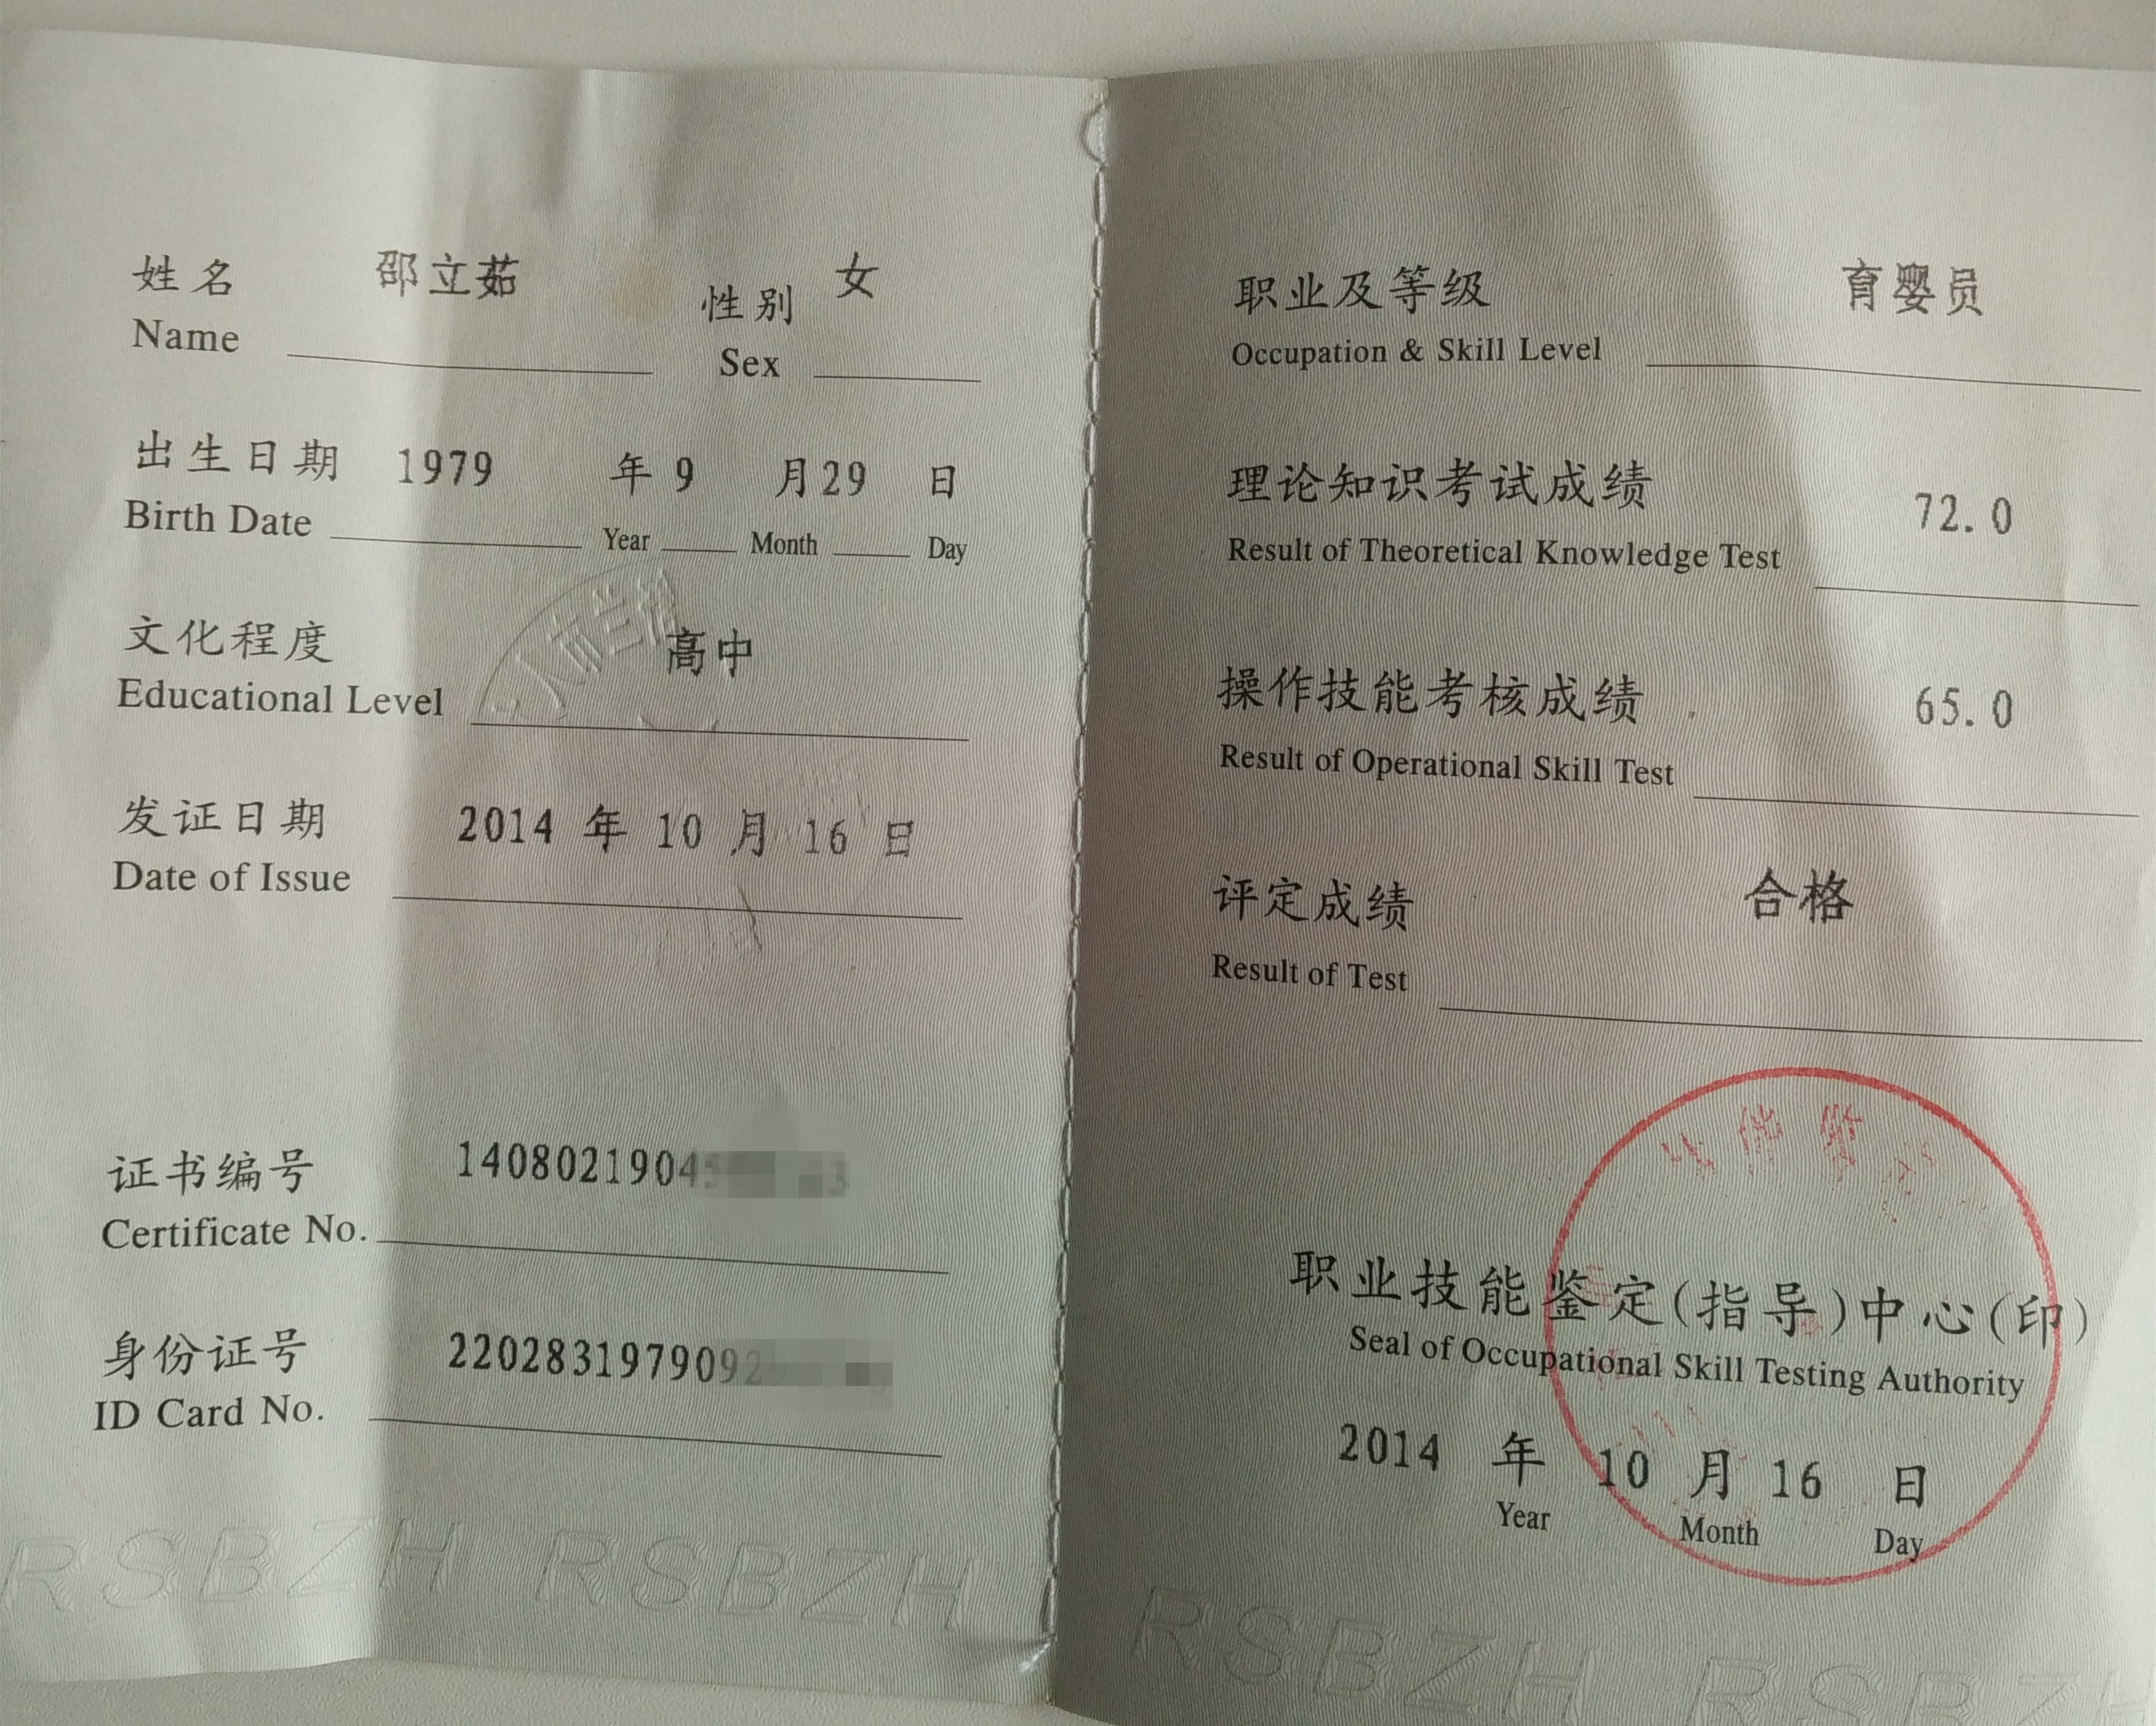 姓名 邵立茹 性别 女
Name Sex
出生日期 1979 年 9 月 29 日
Birth Date Year Month Day
文化程度 高中
Educational Level
发证日期 2014 年 10 月 16 日
Date of Issue
证书编号 1408021904
Certificate No.
身份证号 2202831979092
ID Card No.
RSBZH RSBZH
职业及等级 育婴员
Occupation & Skill Level
理论知识考试成绩 72.0
Result of Theoretical Knowledge Test
操作技能考核成绩 65.0
Result of Operational Skill Test
评定成绩 合格
Result of Test
职业技能鉴定(指导)中心(印)
Seal of Occupational Skill Testing Authority
2014 年 10 月 16 日
Year Month Day
RSBZH RSBZH